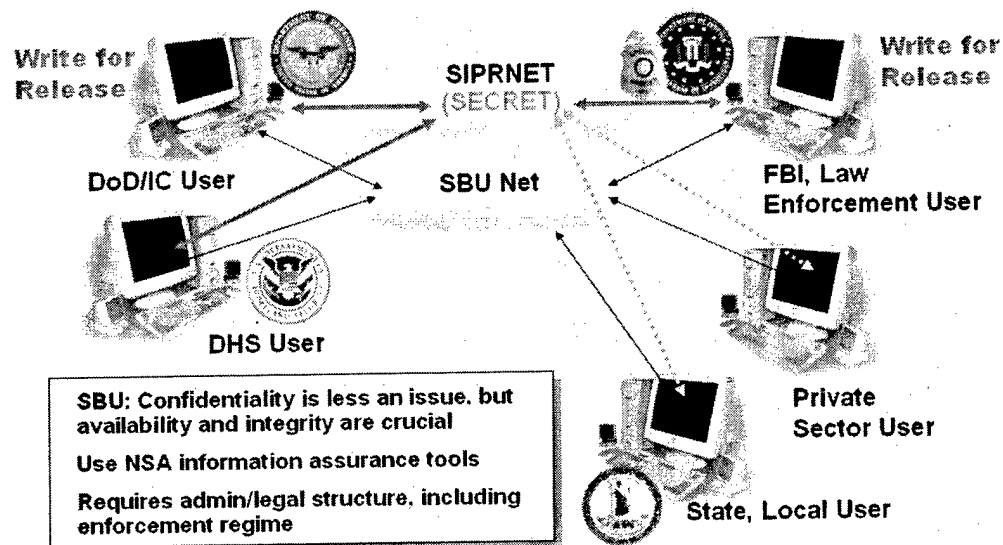 Write for
Release
SIPRNET
(SECRET)
Write for
Release
DoD/IC User
SBU Net
FBI, Law
Enforcement User
DHS User
Private
Sector User
State, Local User
SBU: Confidentiality is less an issue, but
availability and integrity are crucial
Use NSA information assurance tools
Requires admin/legal structure, including
enforcement regime